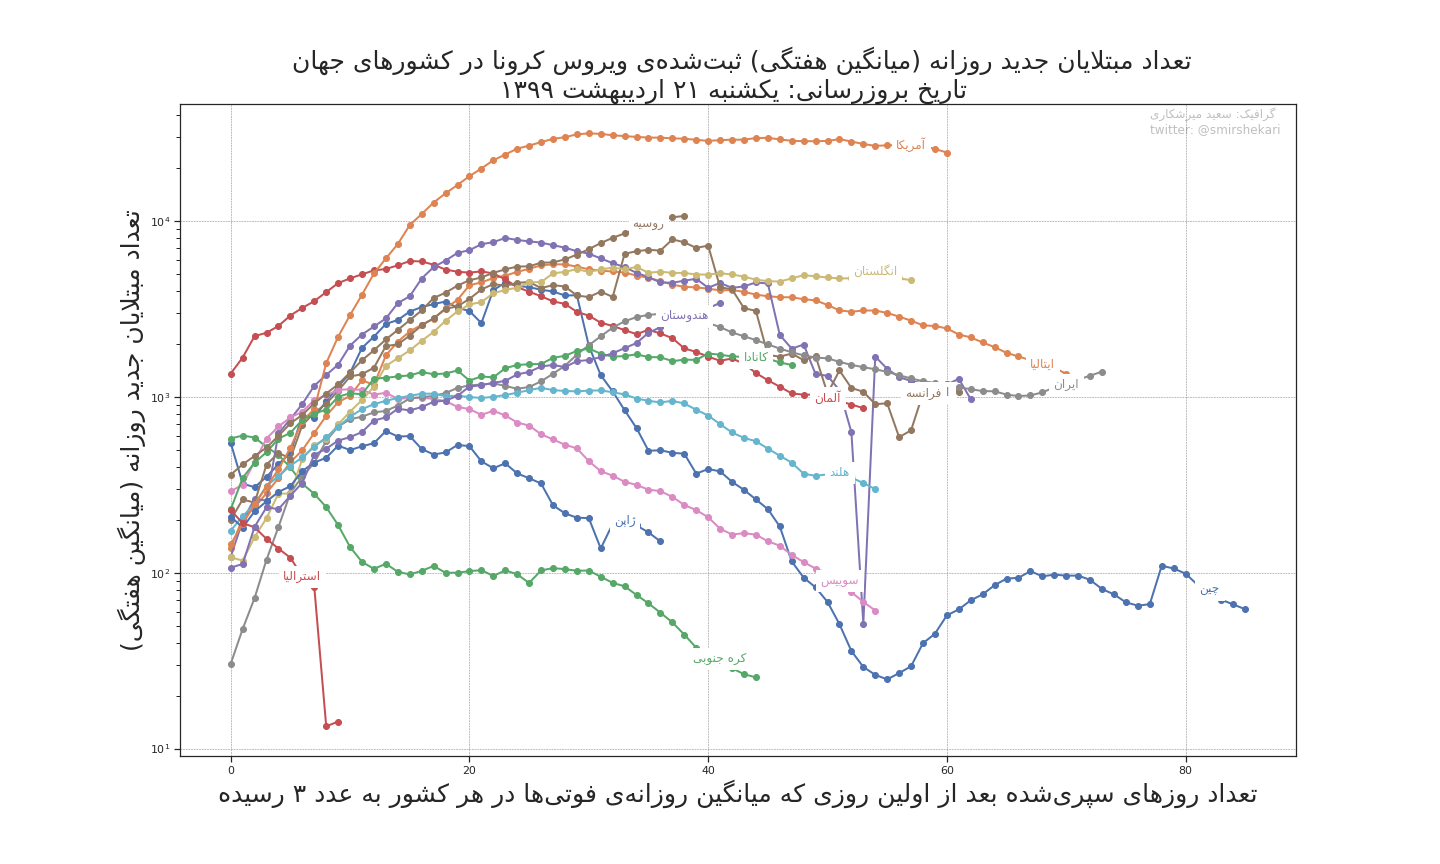 تعداد مبتلایان جدید روزانه (میانگین هفتگی) ثبت‌شده‌ی ویروس کرونا در کشورهای جهان
تاریخ بروزرسانی: یکشنبه ۲۱ اردیبهشت ۱۳۹۹
گرافیک: سعید میرشکاری
twitter: @smirshekari
تعداد مبتلایان جدید روزانه (میانگین هفتگی)
10⁴
10³
10²
10¹
آمریکا
روسیه
انگلستان
هندوستان
کانادا
ایتالیا
ایران
فرانسه
آلمان
هلند
ژاپن
استرالیا
سوییس
چین
کره جنوبی
0
20
40
60
80
تعداد روزهای سپری‌شده بعد از اولین روزی که میانگین روزانه‌ی فوتی‌ها در هر کشور به عدد ۳ رسیده